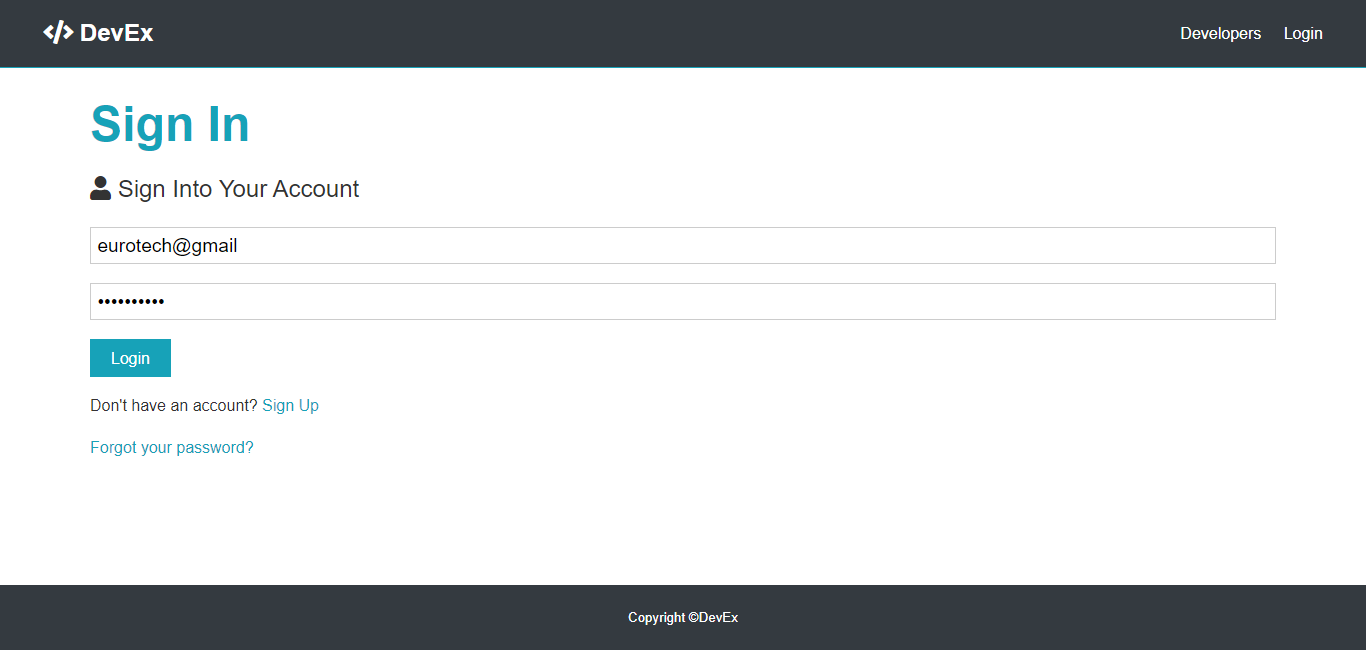 DevEx
Developers Login
Sign In
Sign Into Your Account
eurotech@gmail
••••••••••
Login
Don't have an account? Sign Up
Forgot your password?
Copyright ©DevEx